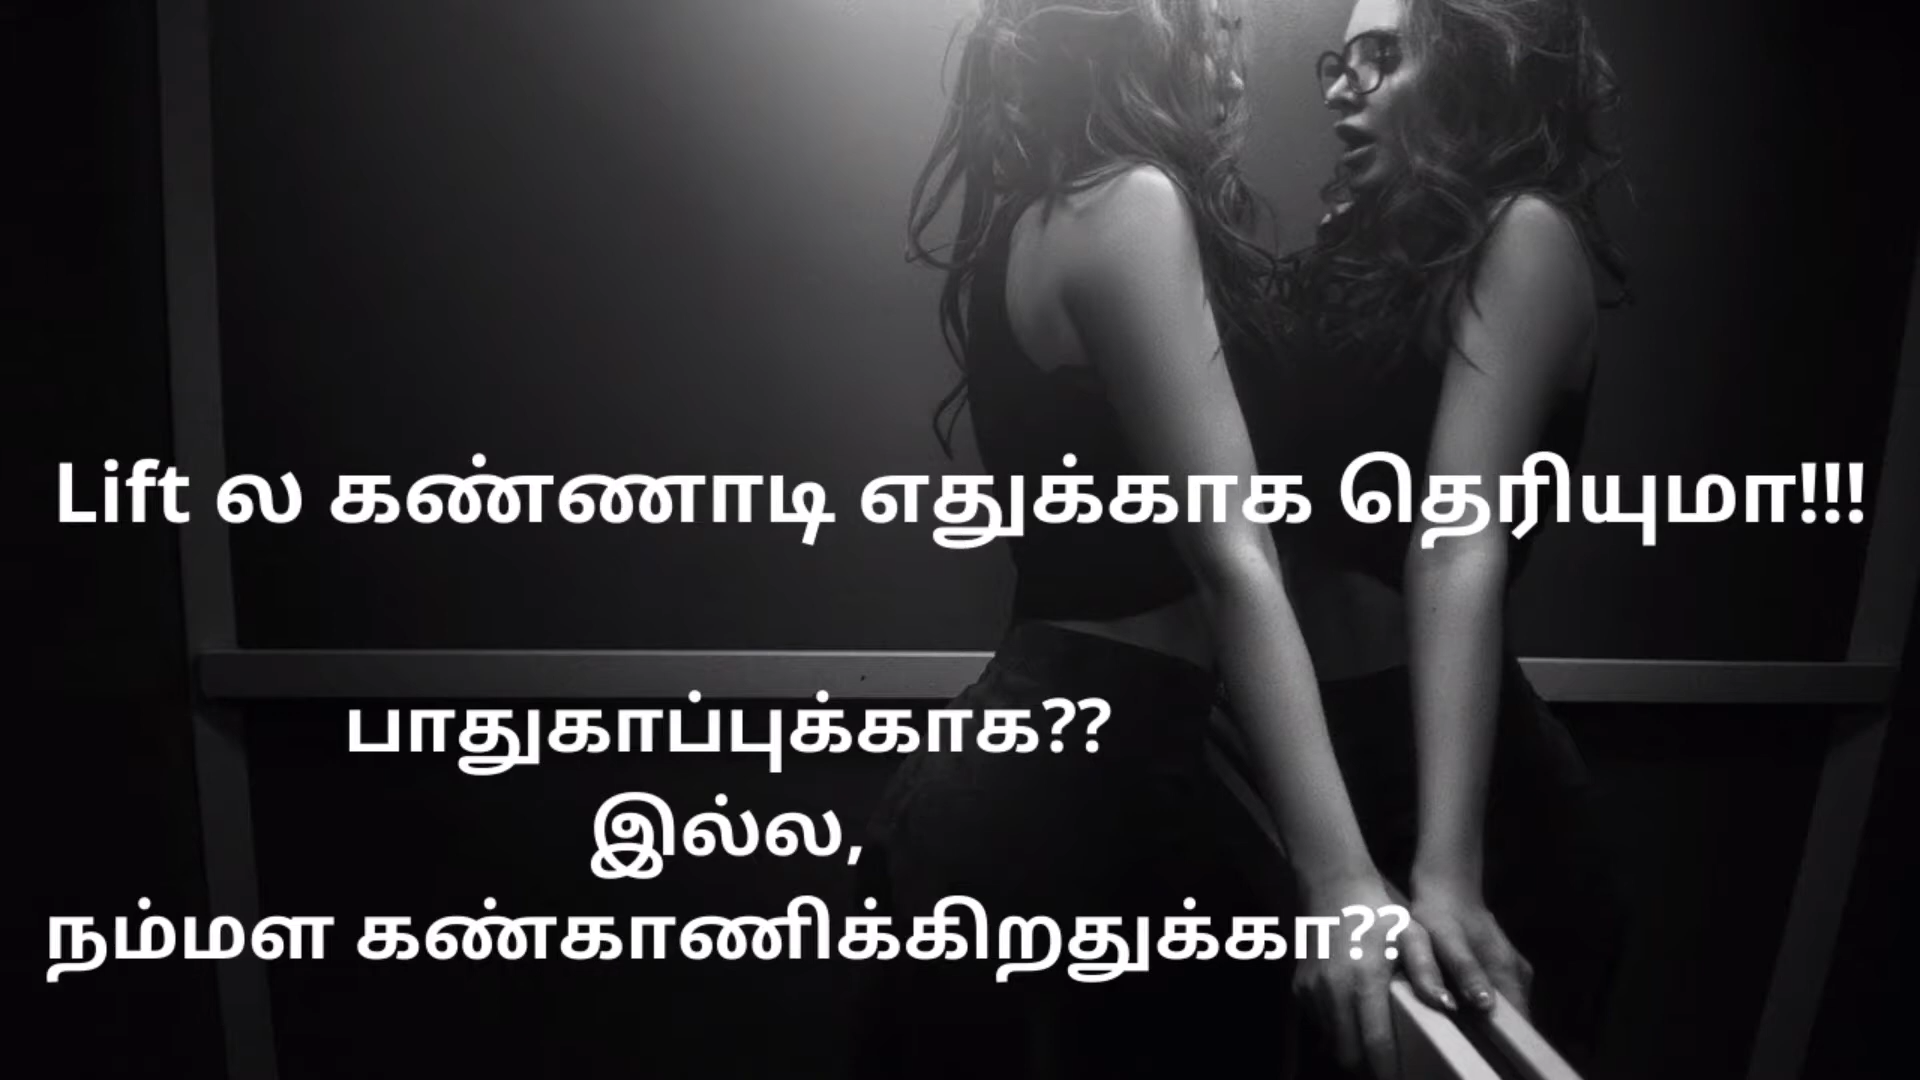 Lift ல கண்ணாடி எதுக்காக தெரியுமா!!!
பாதுகாப்புக்காக??
இல்ல,
நம்மள கண்காணிக்கிறதுக்கா??